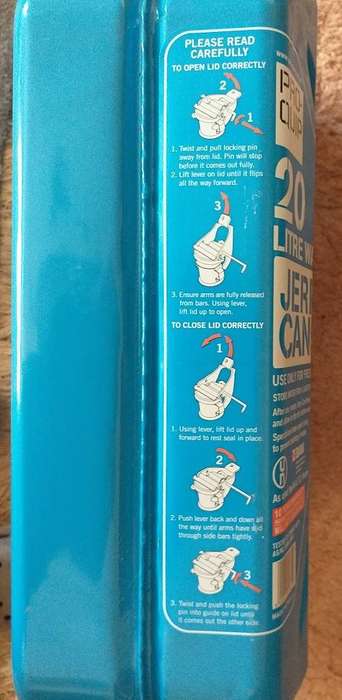 PLEASE READ
CAREFULLY
TO OPEN LID CORRECTLY
2
1
1. Twist and pull locking pin
away from lid. Pin will stop
before it comes out fully.
2. Lift lever on lid until it flips
all the way forward.
3
3. Ensure arms are fully released
from bars. Using lever,
lift lid up to open.
TO CLOSE LID CORRECTLY
1
1. Using lever, lift lid up and
forward to rest seal in place.
2
2. Push lever back and down all
the way until arms have slid
through side bars tightly.
3
3. Twist and push the locking
pin into guide on lid until
it comes out the other side.
20
LITRE WA
JER
CAN
USE ONLY FOR